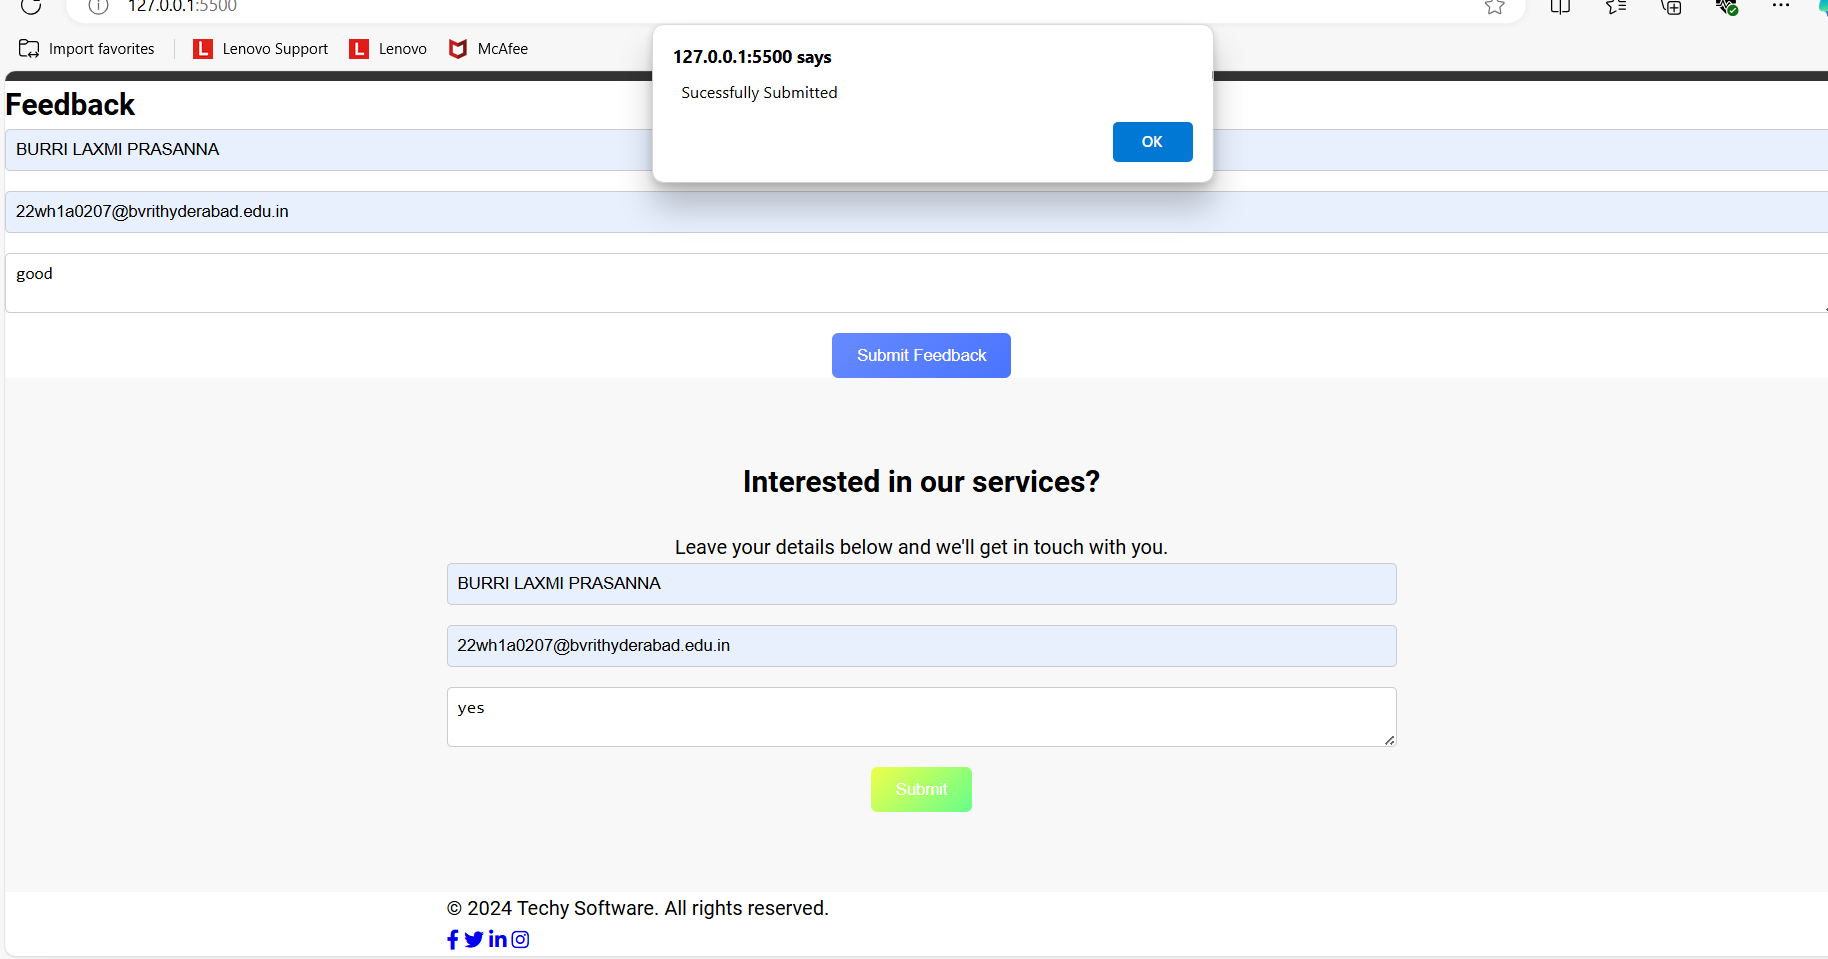 127.0.0.1:5500
Import favorites
L Lenovo Support
L Lenovo
McAfee
127.0.0.1:5500 says
Sucessfully Submitted
OK
Feedback
BURRI LAXMI PRASANNA
22wh1a0207@bvrithyderabad.edu.in
good
Submit Feedback
Interested in our services?
Leave your details below and we'll get in touch with you.
BURRI LAXMI PRASANNA
22wh1a0207@bvrithyderabad.edu.in
yes
Submit
© 2024 Techy Software. All rights reserved.